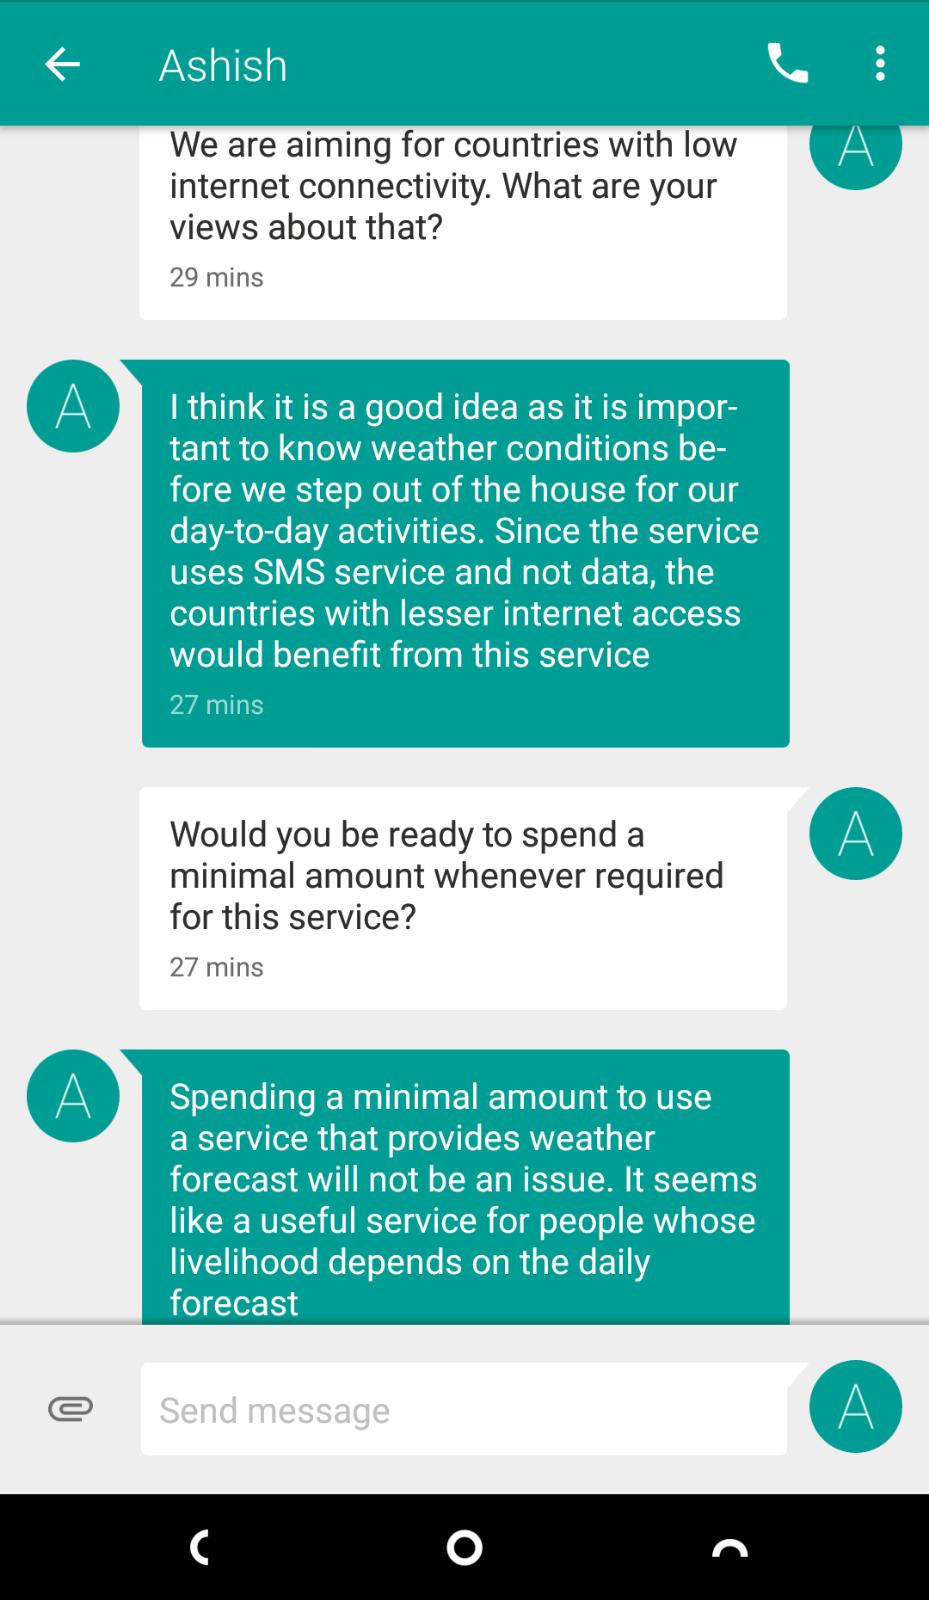 Ashish
We are aiming for countries with low
internet connectivity. What are your
views about that?
29 mins
A
A
I think it is a good idea as it is impor-
tant to know weather conditions be-
fore we step out of the house for our
day-to-day activities. Since the service
uses SMS service and not data, the
countries with lesser internet access
would benefit from this service
27 mins
Would you be ready to spend a
minimal amount whenever required
for this service?
27 mins
A
A
Spending a minimal amount to use
a service that provides weather
forecast will not be an issue. It seems
like a useful service for people whose
livelihood depends on the daily
forecast
Send message
A